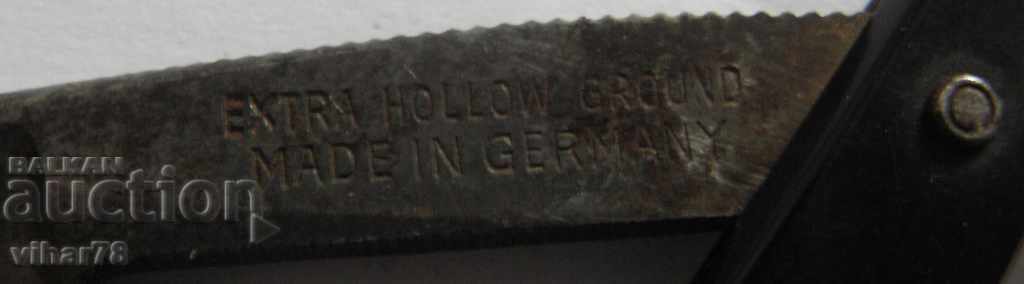 EXTRA HOLLOW GROUND
MADE IN GERMANY
BALKAN
auction
vihar78